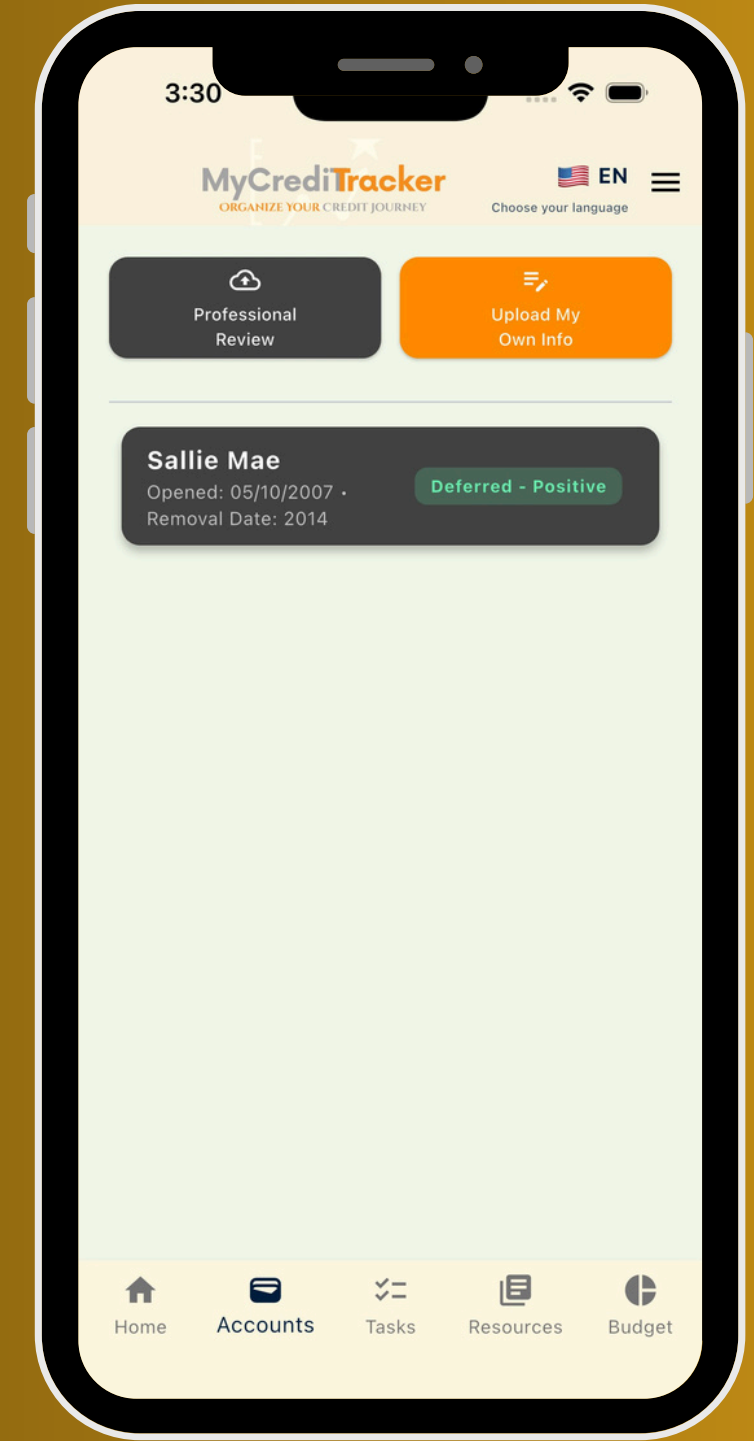 3:30
MyCrediTracker
ORGANIZE YOUR CREDIT JOURNEY
🇺🇸 EN
Choose your language
Professional
Review
Upload My
Own Info
Sallie Mae
Opened: 05/10/2007 •
Removal Date: 2014
Deferred - Positive
Home
Accounts
Tasks
Resources
Budget